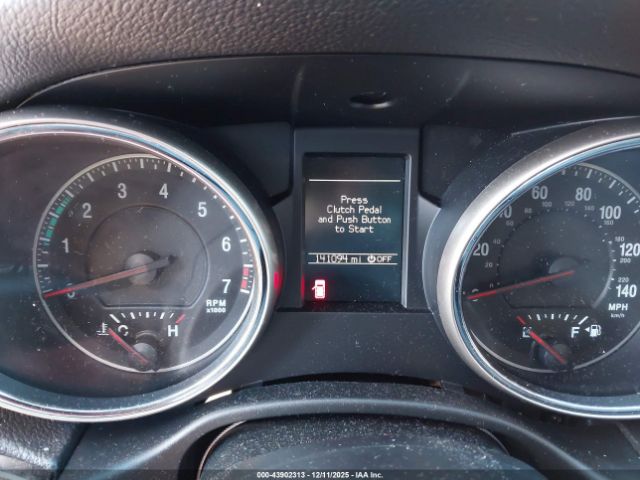 Press
Clutch Pedal
and Push Button
to Start
141094 mi OFF
1
2
3
4
5
6
7
RPM
x1000
C H
20
60
80
100
120
140
MPH
km/h
F
000-43902313 - 12/11/2025 - IAA, Inc.